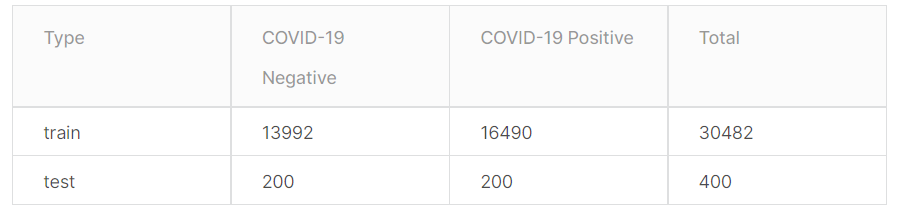 Type COVID-19 Negative COVID-19 Positive Total
train 13992 16490 30482
test 200 200 400